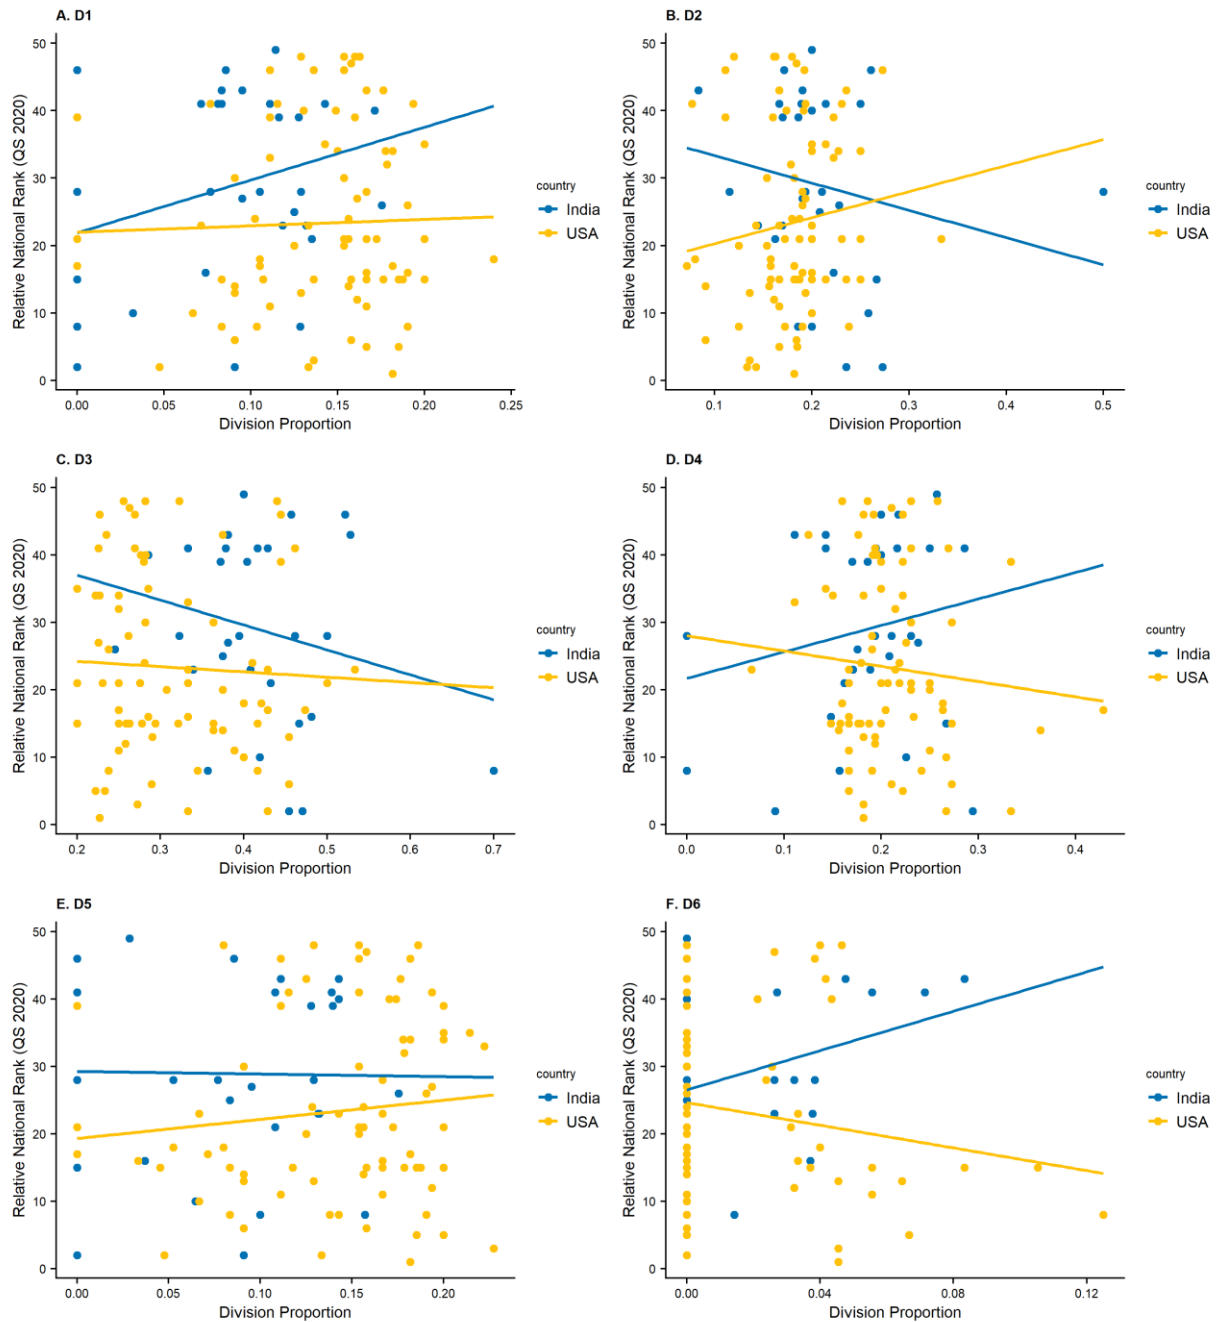 A. D1
Relative National Rank (QS 2020)
50
40
30
20
10
0
0.00 0.05 0.10 0.15 0.20 0.25
Division Proportion
country
India
USA
B. D2
Relative National Rank (QS 2020)
50
40
30
20
10
0
0.1 0.2 0.3 0.4 0.5
Division Proportion
country
India
USA
C. D3
Relative National Rank (QS 2020)
50
40
30
20
10
0
0.2 0.3 0.4 0.5 0.6 0.7
Division Proportion
country
India
USA
D. D4
Relative National Rank (QS 2020)
50
40
30
20
10
0
0.0 0.1 0.2 0.3 0.4
Division Proportion
country
India
USA
E. D5
Relative National Rank (QS 2020)
50
40
30
20
10
0
0.00 0.05 0.10 0.15 0.20
Division Proportion
country
India
USA
F. D6
Relative National Rank (QS 2020)
50
40
30
20
10
0
0.00 0.04 0.08 0.12
Division Proportion
country
India
USA